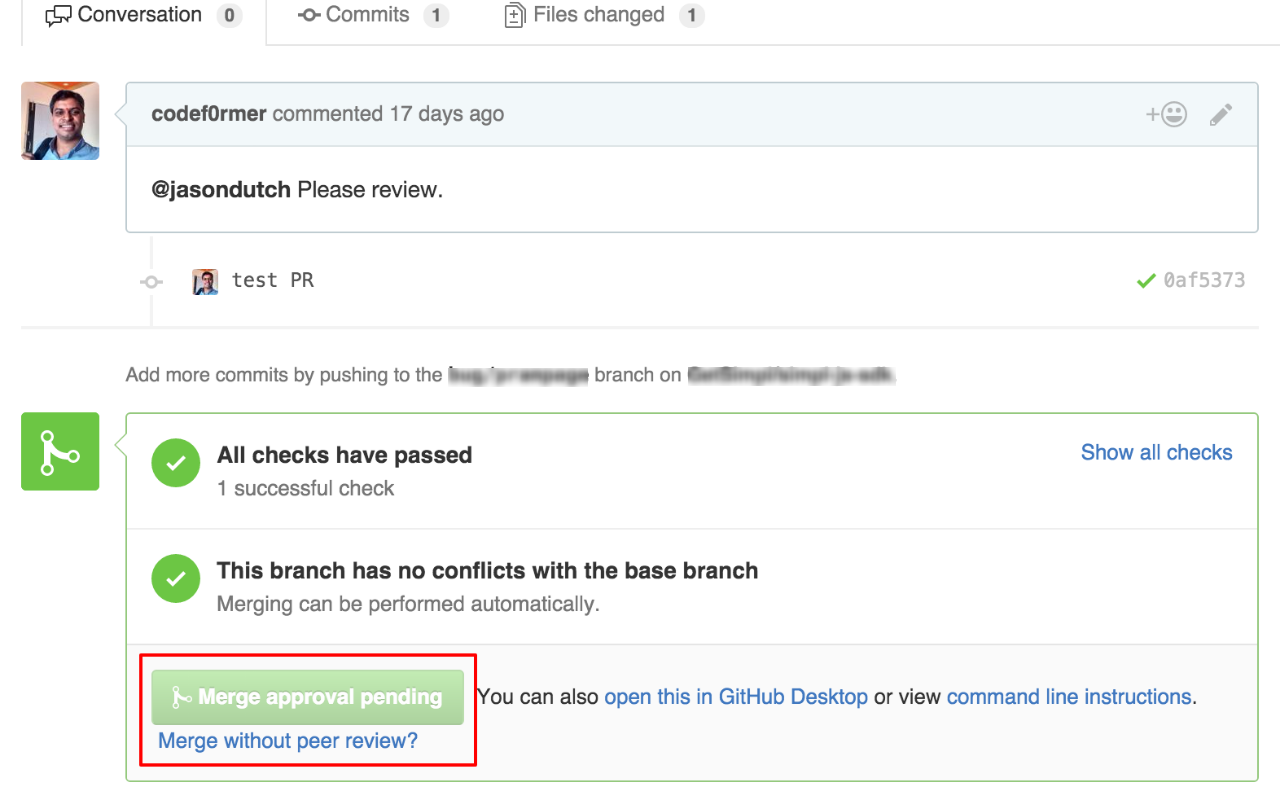 Conversation 0 Commits 1 Files changed 1
codef0rmer commented 17 days ago
@jasondutch Please review.
test PR 0af5373
Add more commits by pushing to the branch on
All checks have passed Show all checks
1 successful check
This branch has no conflicts with the base branch
Merging can be performed automatically.
Merge approval pending You can also open this in GitHub Desktop or view command line instructions.
Merge without peer review?